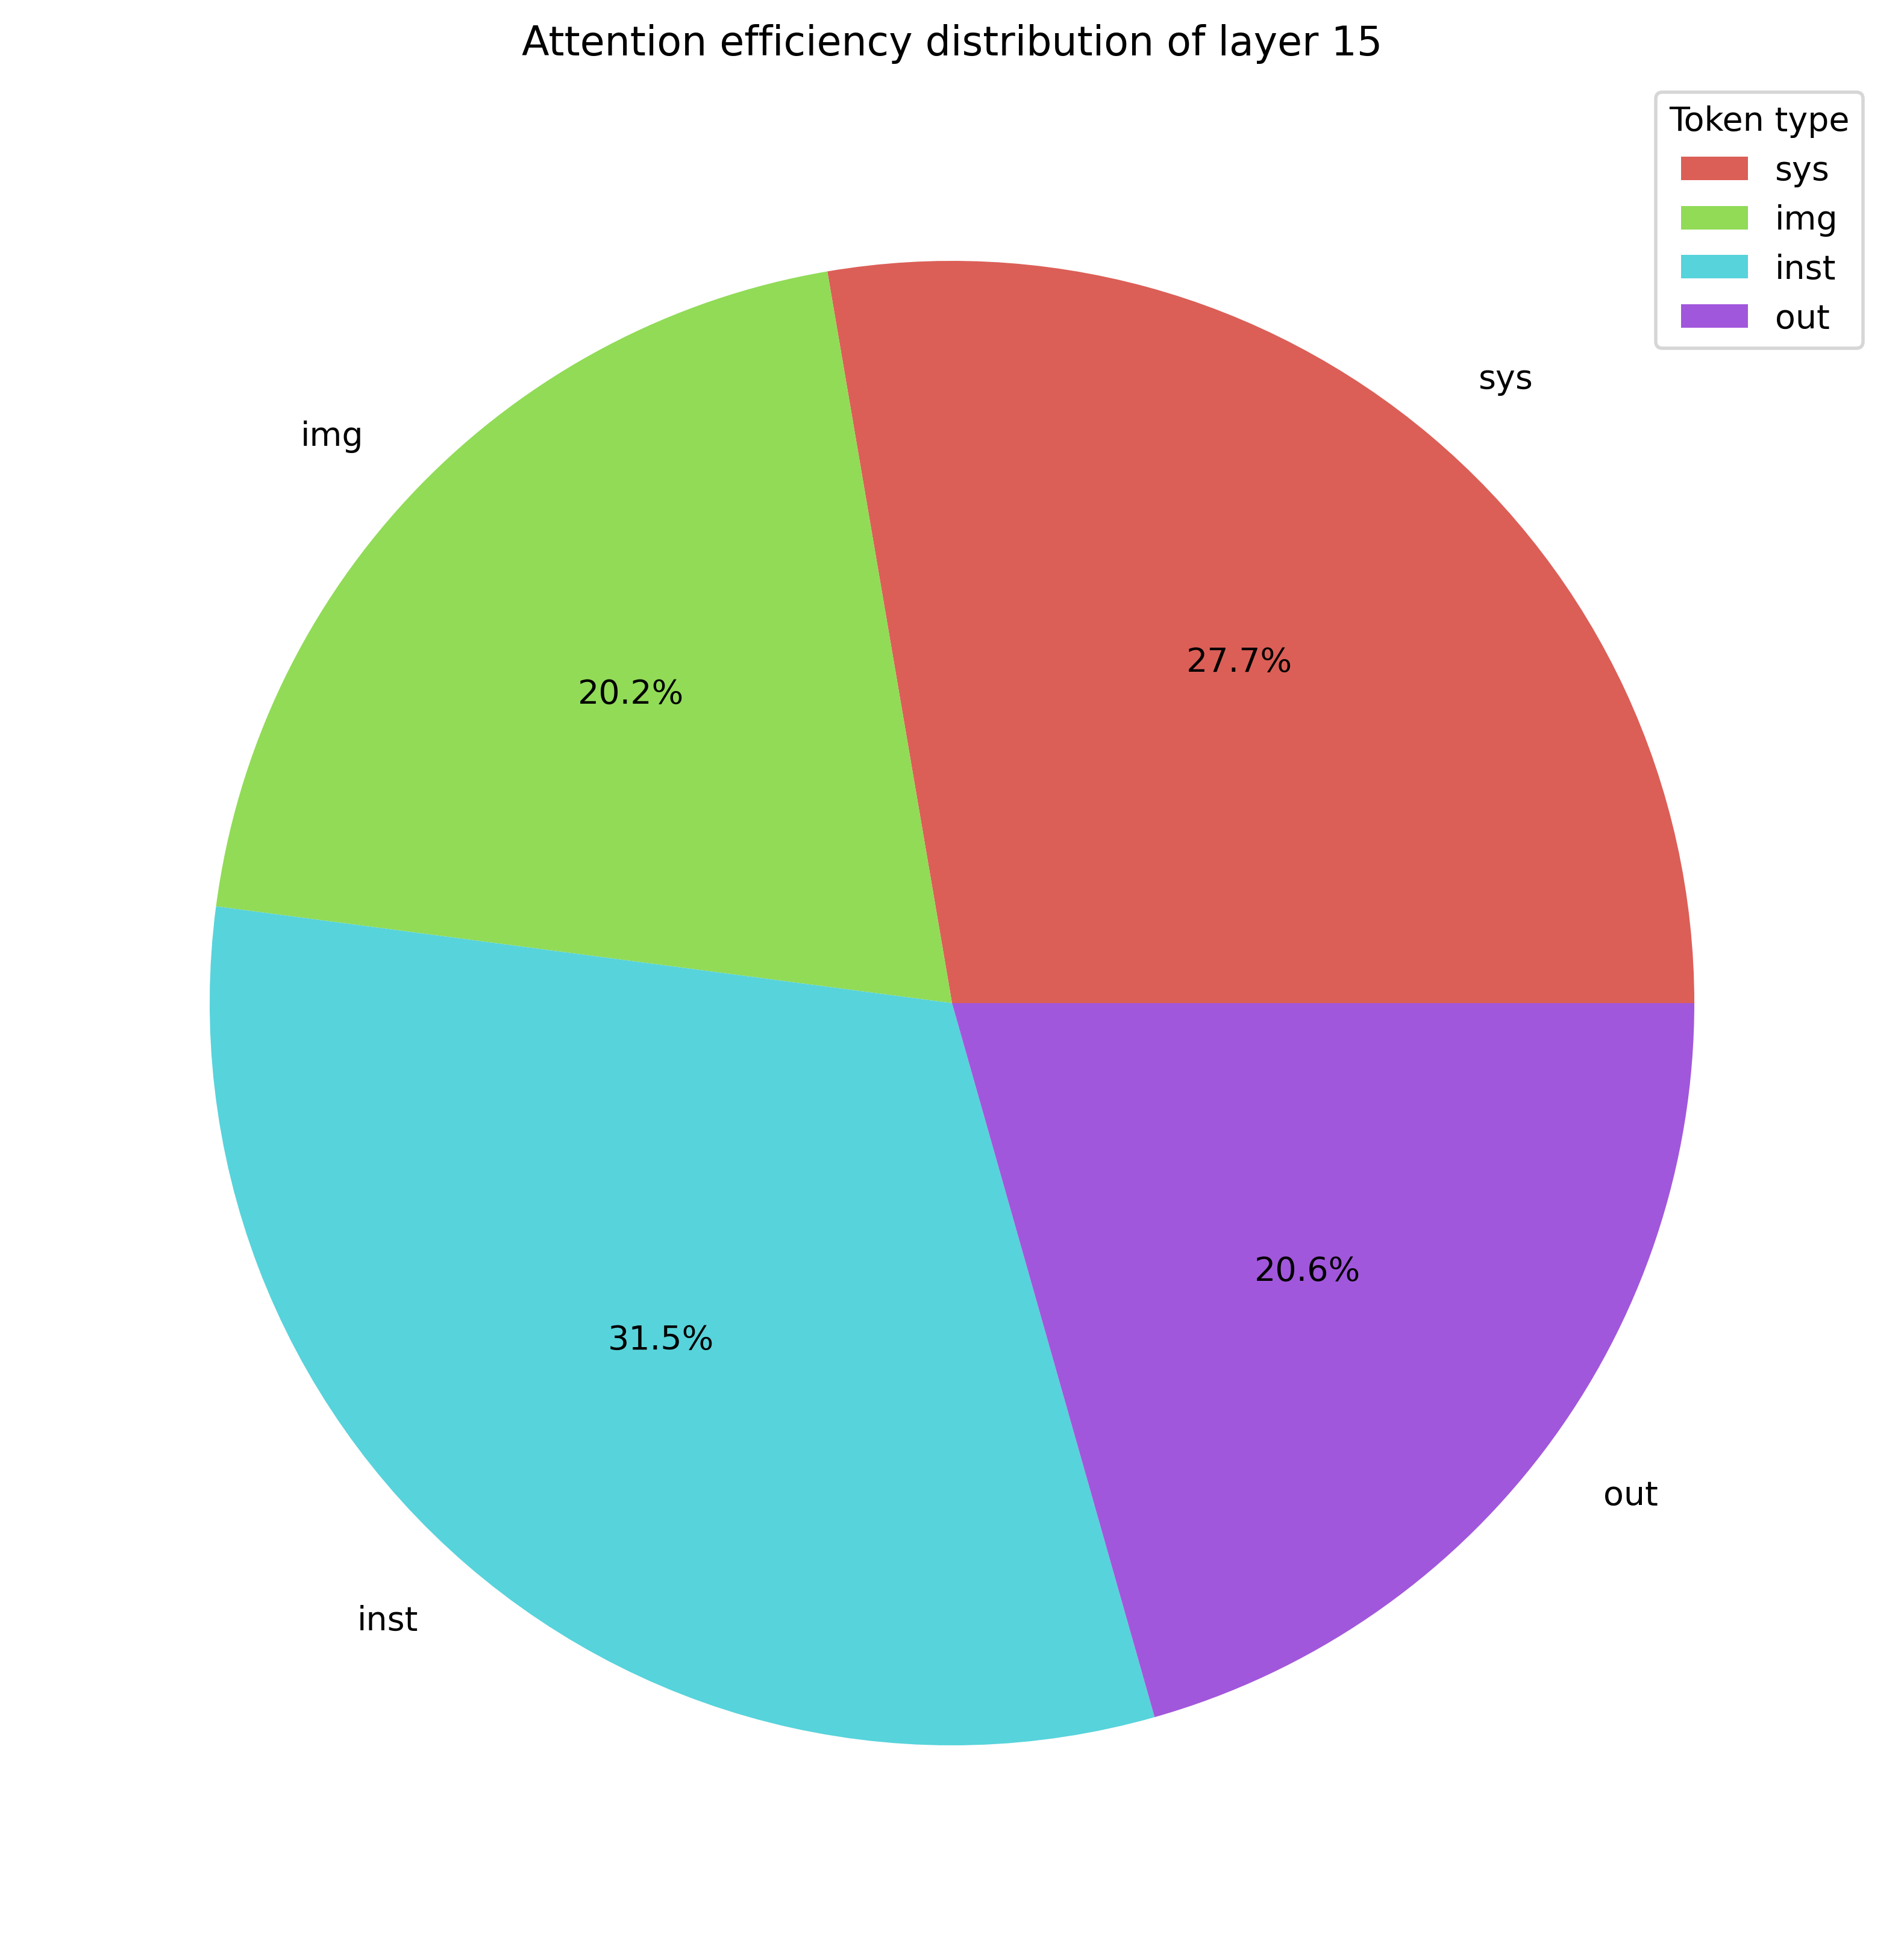 Attention efficiency distribution of layer 15
Token type
sys
img
inst
out
sys
img
27.7%
20.2%
20.6%
31.5%
out
inst